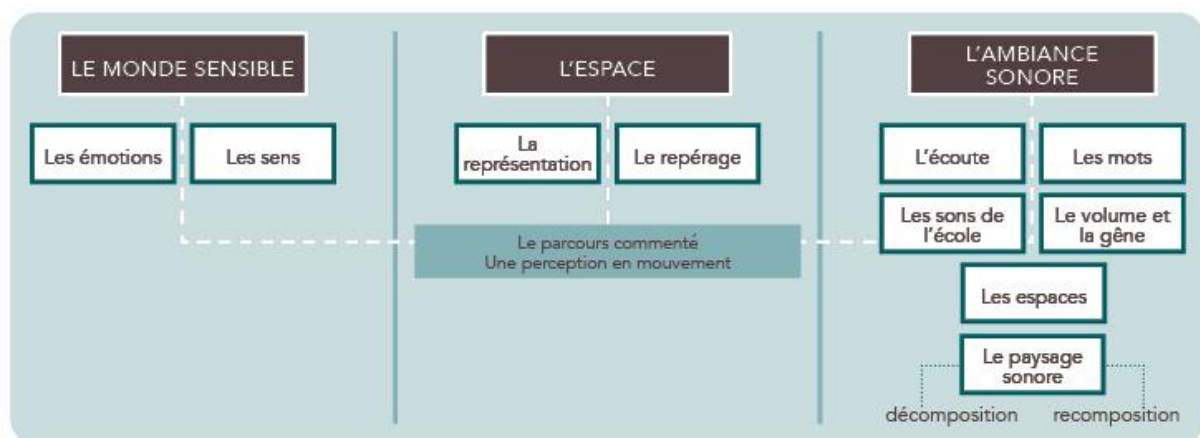 LE MONDE SENSIBLE
Les émotions
Les sens
L'ESPACE
La
représentation
Le repérage
Le parcours commenté
Une perception en mouvement
L'AMBIANCE
SONORE
L'écoute
Les mots
Les sons de
l'école
Le volume et
la gêne
Les espaces
Le paysage
sonore
décomposition
recomposition